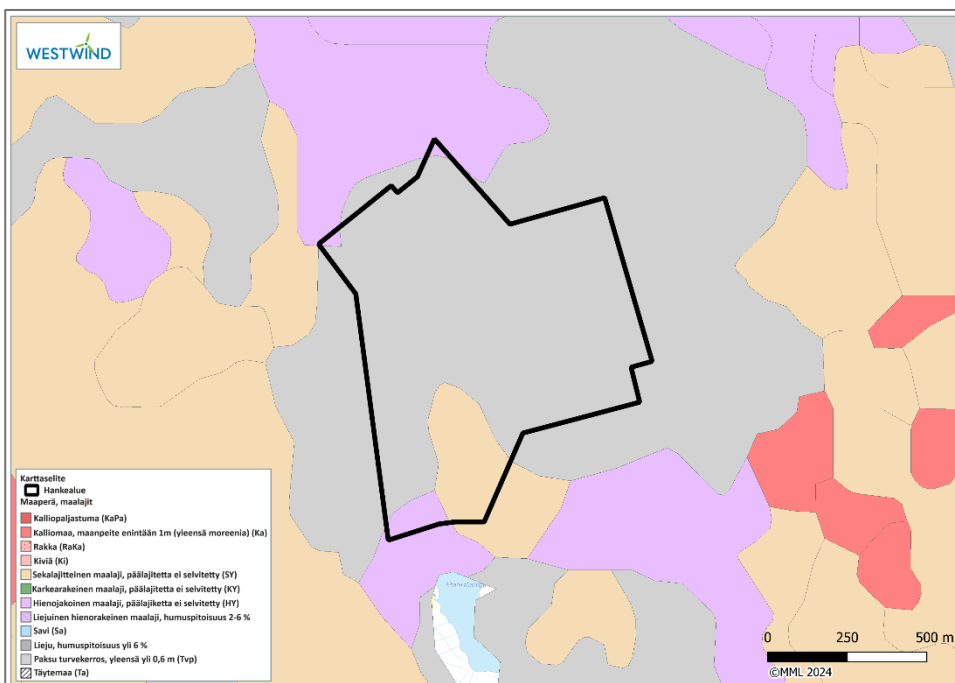 WESTWIND
Karttaselite
Hankealue
Maaperä, maalajit
Kalliopaljastuma (KaPa)
Kalliomaa, maanpeite enintään 1m (yleensä moreenia) (Ka)
Rakka (RaKa)
Kiviä (Ki)
Sekalajitteinen maalaji, päälajitetta ei selvitetty (SY)
Karkearakeinen maalaji, päälajitetta ei selvitetty (KY)
Hienojakoinen maalaji, päälajiketta ei selvitetty (HY)
Liejuinen hienorakeinen maalaji, humuspitoisuus 2-6 %
Savi (Sa)
Lieju, humuspitoisuus yli 6 %
Paksu turvekerros, yleensä yli 0,6 m (Tvp)
Täytemaa (Ta)
0 250 500 m
©MML 2024